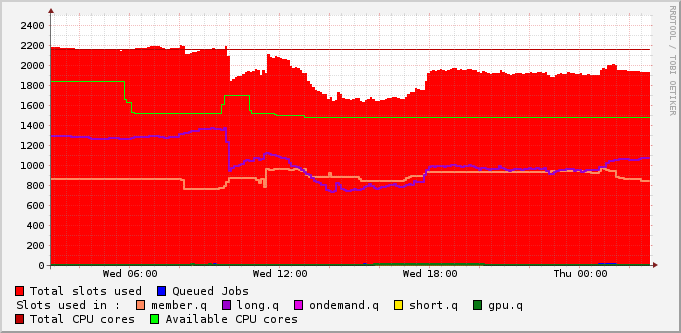 2400
2200
2000
1800
1600
1400
1200
1000
800
600
400
200
0
Wed 06:00 Wed 12:00 Wed 18:00 Thu 00:00
RRDTOOL / TOBI OETIKER
Total slots used Queued Jobs
Slots used in : member.q long.q ondemand.q short.q gpu.q
Total CPU cores Available CPU cores